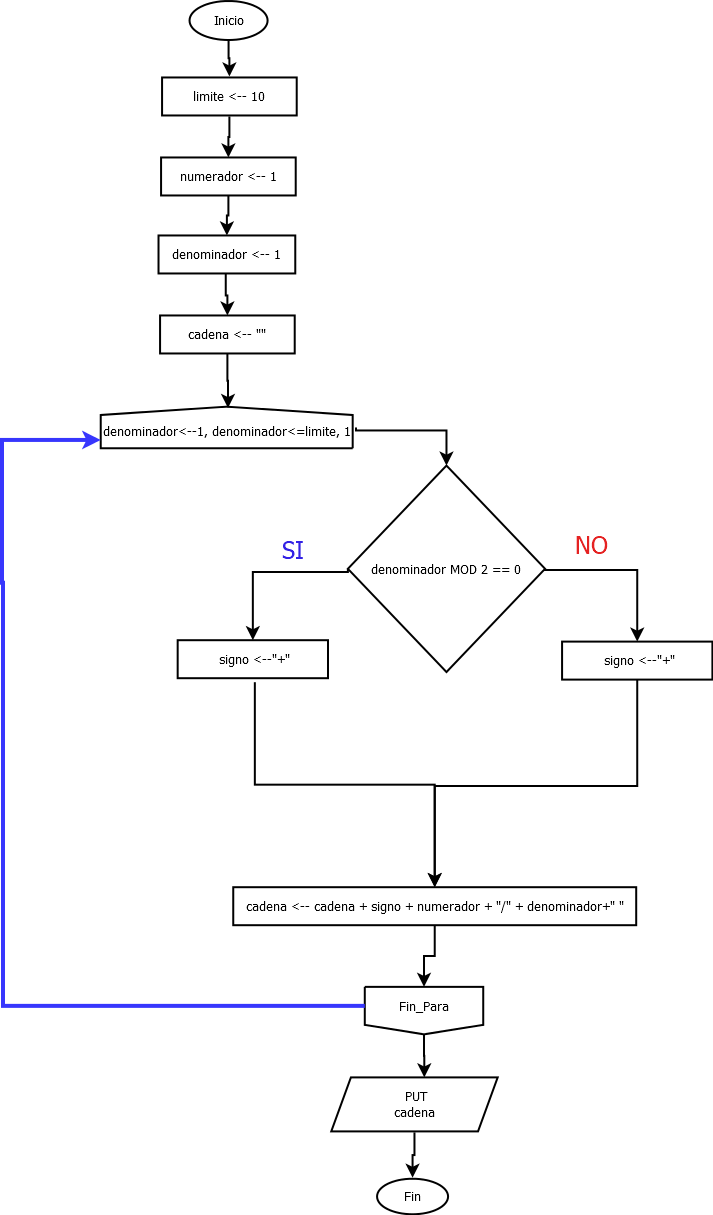 Inicio
limite <-- 10
numerador <-- 1
denominador <-- 1
cadena <-- ""
denominador<--1, denominador<=limite, 1
SI
NO
denominador MOD 2 == 0
signo <--"+"
signo <--"+"
cadena <-- cadena + signo + numerador + "/" + denominador+" "
Fin_Para
PUT
cadena
Fin